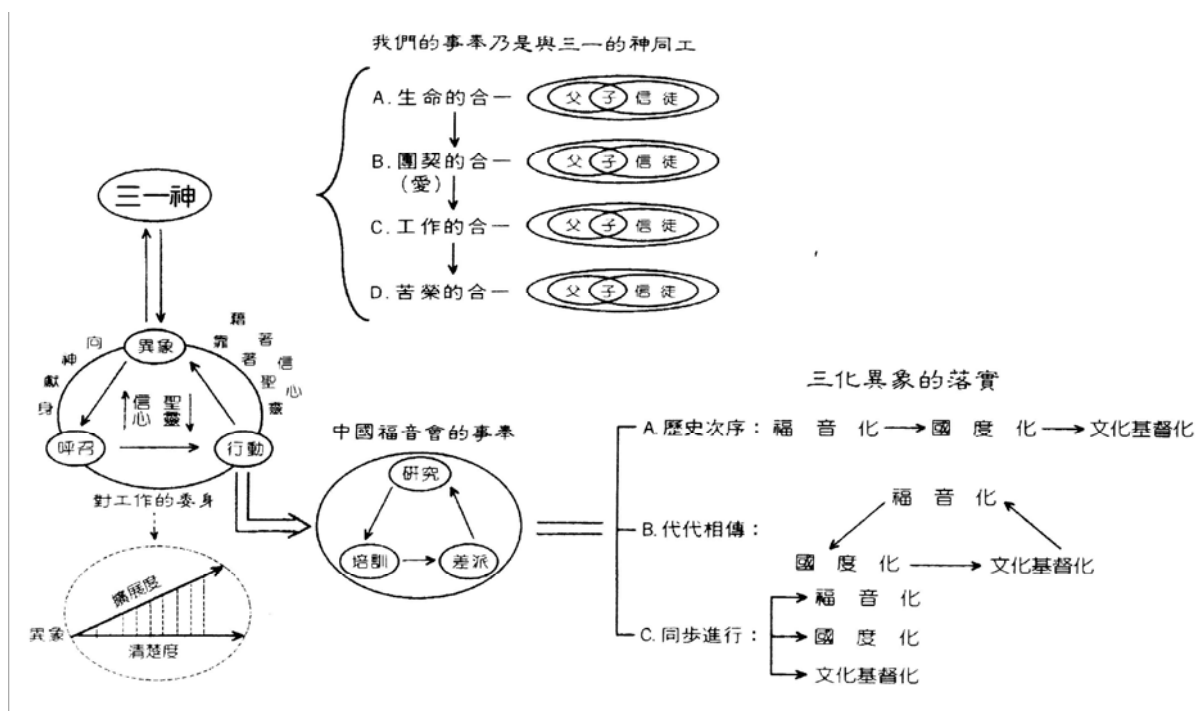 我們的事奉乃是與三一的神同工
A. 生命的合一 父 子 信徒
B. 團契的合一 父 子 信徒
(愛)
C. 工作的合一 父 子 信徒
D. 苦榮的合一 父 子 信徒
三一神
異象
向神獻身
藉著信心
靠著聖靈
信心 聖靈
呼召
行動
對工作的委身
擴展度
異象
清楚度
中國福音會的事奉
研究
培訓
差派
三化異象的落實
A. 歷史次序： 福音化 國度化 文化基督化
B. 代代相傳：
福音化
國度化 文化基督化
C. 同步進行：
福音化
國度化
文化基督化